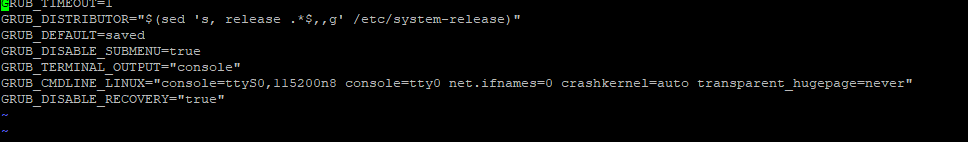 GRUB_TIMEOUT=1
GRUB_DISTRIBUTOR="$(sed 's, release .*$,,g' /etc/system-release)"
GRUB_DEFAULT=saved
GRUB_DISABLE_SUBMENU=true
GRUB_TERMINAL_OUTPUT="console"
GRUB_CMDLINE_LINUX="console=ttyS0,115200n8 console=tty0 net.ifnames=0 crashkernel=auto transparent_hugepage=never"
GRUB_DISABLE_RECOVERY="true"
~
~